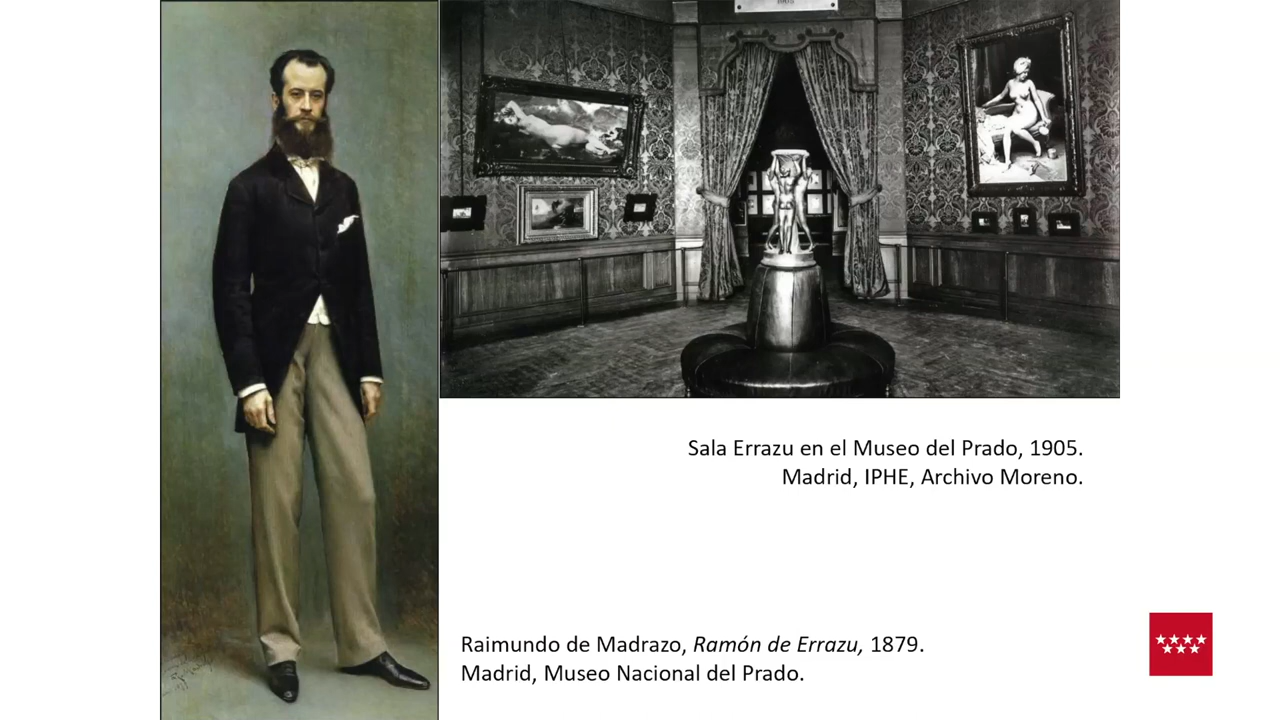 Sala Errazu en el Museo del Prado, 1905.
Madrid, IPHE, Archivo Moreno.
Raimundo de Madrazo, Ramón de Errazu, 1879.
Madrid, Museo Nacional del Prado.